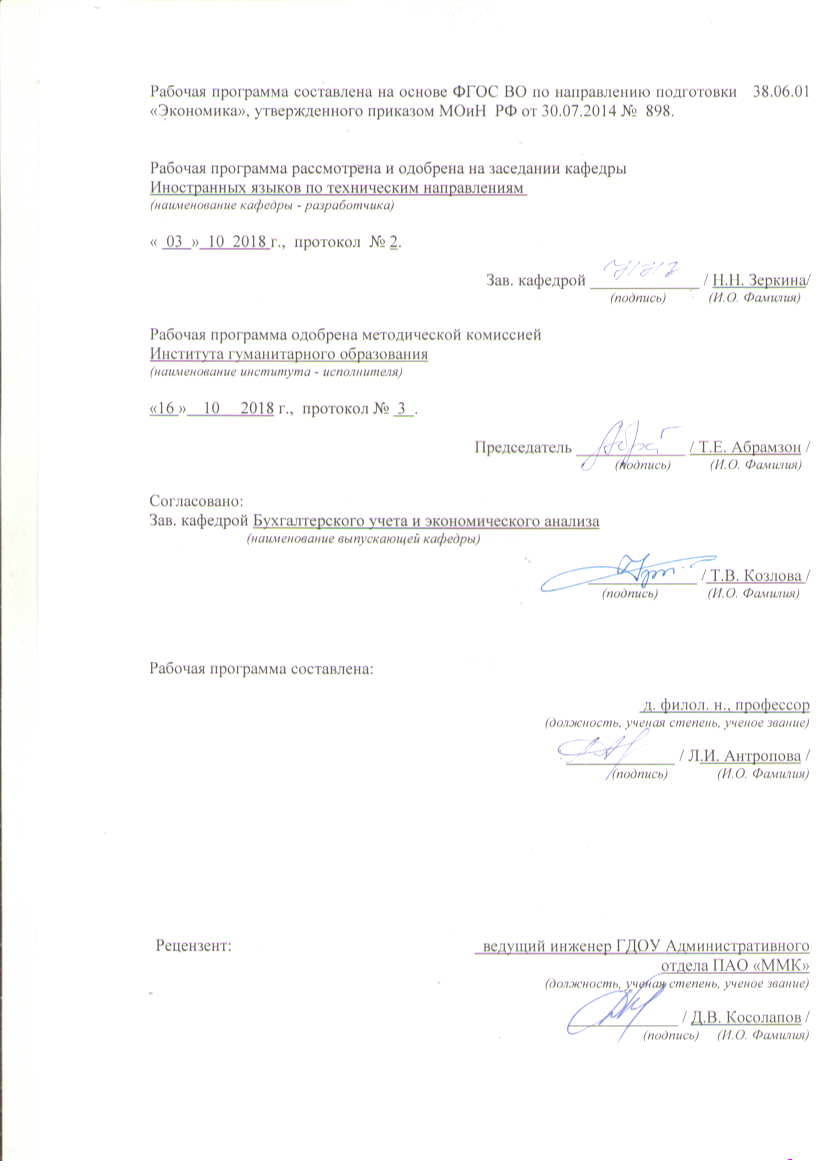 Рабочая программа составлена на основе ФГОС ВО по направлению подготовки 38.06.01
«Экономика», утвержденного приказом МОиН РФ от 30.07.2014 № 898.
Рабочая программа рассмотрена и одобрена на заседании кафедры
Иностранных языков по техническим направлениям
(наименование кафедры - разработчика)
« 03 » 10 2018 г., протокол № 2.
Зав. кафедрой _____________ / Н.Н. Зеркина/
(подпись) (И.О. Фамилия)
Рабочая программа одобрена методической комиссией
Института гуманитарного образования
(наименование института - исполнителя)
«16 » 10 2018 г., протокол № 3 .
Председатель _____________ / Т.Е. Абрамзон /
(подпись) (И.О. Фамилия)
Согласовано:
Зав. кафедрой Бухгалтерского учета и экономического анализа
(наименование выпускающей кафедры)
_____________ / Т.В. Козлова /
(подпись) (И.О. Фамилия)
Рабочая программа составлена:
д. филол. н., профессор
(должность, ученая степень, ученое звание)
_____________ / Л.И. Антропова /
(подпись) (И.О. Фамилия)
Рецензент: ведущий инженер ГДОУ Административного
отдела ПАО «ММК»
(должность, ученая степень, ученое звание)
_____________ / Д.В. Косолапов /
(подпись) (И.О. Фамилия)